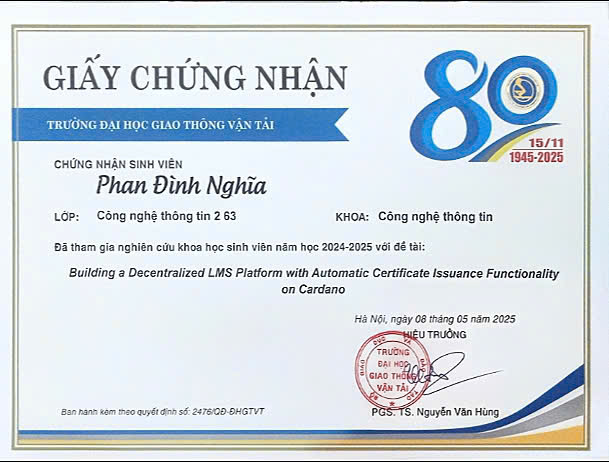 GIẤY CHỨNG NHẬN
80
15/11
1945-2025
TRƯỜNG ĐẠI HỌC GIAO THÔNG VẬN TẢI
CHỨNG NHẬN SINH VIÊN
Phan Đình Nghĩa
LỚP: Công nghệ thông tin 2 63 KHOA: Công nghệ thông tin
Đã tham gia nghiên cứu khoa học sinh viên năm học 2024-2025 với đề tài:
Building a Decentralized LMS Platform with Automatic Certificate Issuance Functionality
on Cardano
Hà Nội, ngày 08 tháng 05 năm 2025
HIỆU TRƯỞNG
TRƯỜNG
ĐẠI HỌC
GIAO THÔNG
VẬN TẢI
Ban hành kèm theo quyết định số: 2476/QĐ-ĐHGTVT
PGS. TS. Nguyễn Văn Hùng